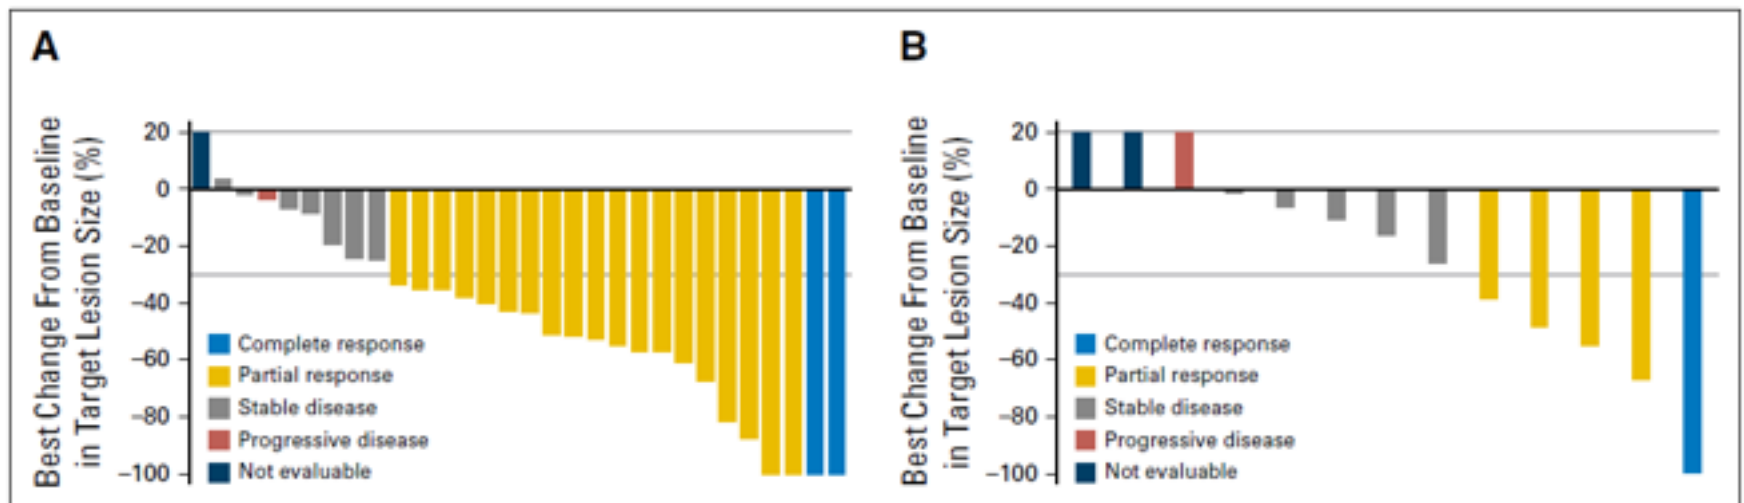 A
Best Change From Baseline
in Target Lesion Size (%)
20
0
–20
–40
–60
–80
–100
Complete response
Partial response
Stable disease
Progressive disease
Not evaluable
B
Best Change From Baseline
in Target Lesion Size (%)
20
0
–20
–40
–60
–80
–100
Complete response
Partial response
Stable disease
Progressive disease
Not evaluable